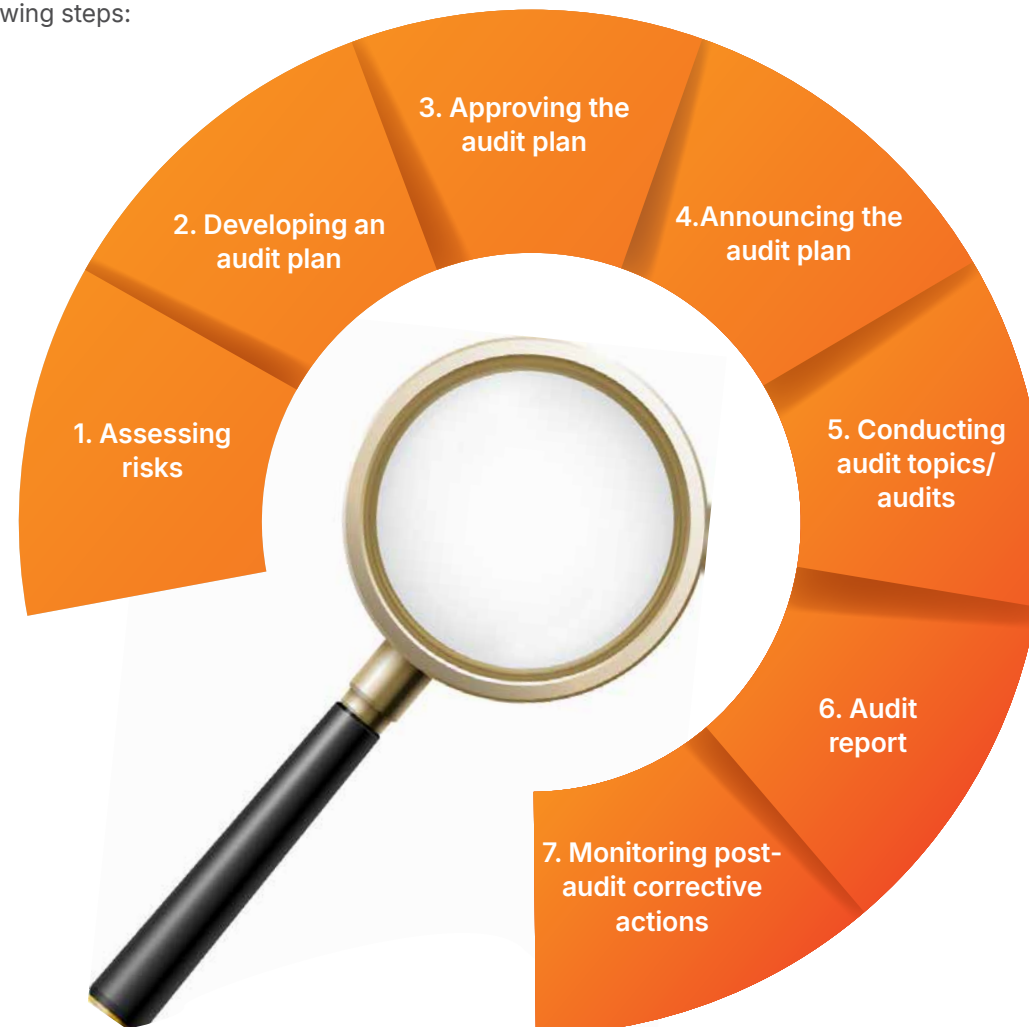 wing steps:
1. Assessing
risks
2. Developing an
audit plan
3. Approving the
audit plan
4.Announcing the
audit plan
5. Conducting
audit topics/
audits
6. Audit
report
7. Monitoring post-
audit corrective
actions